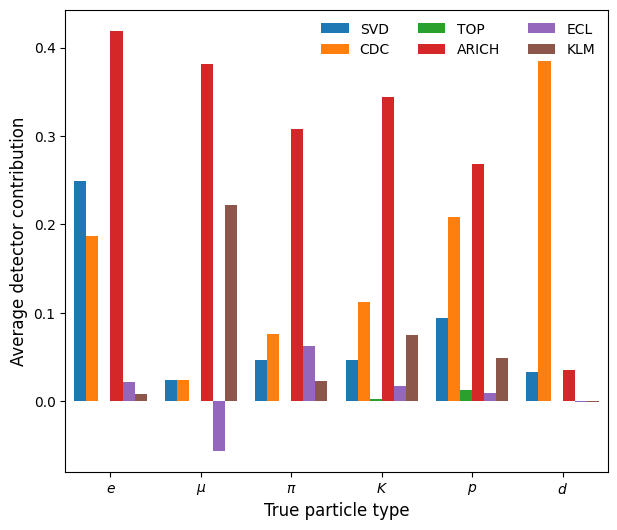 SVD TOP ECL
CDC ARICH KLM
Average detector contribution
0.4
0.3
0.2
0.1
0.0
e μ π K p d
True particle type